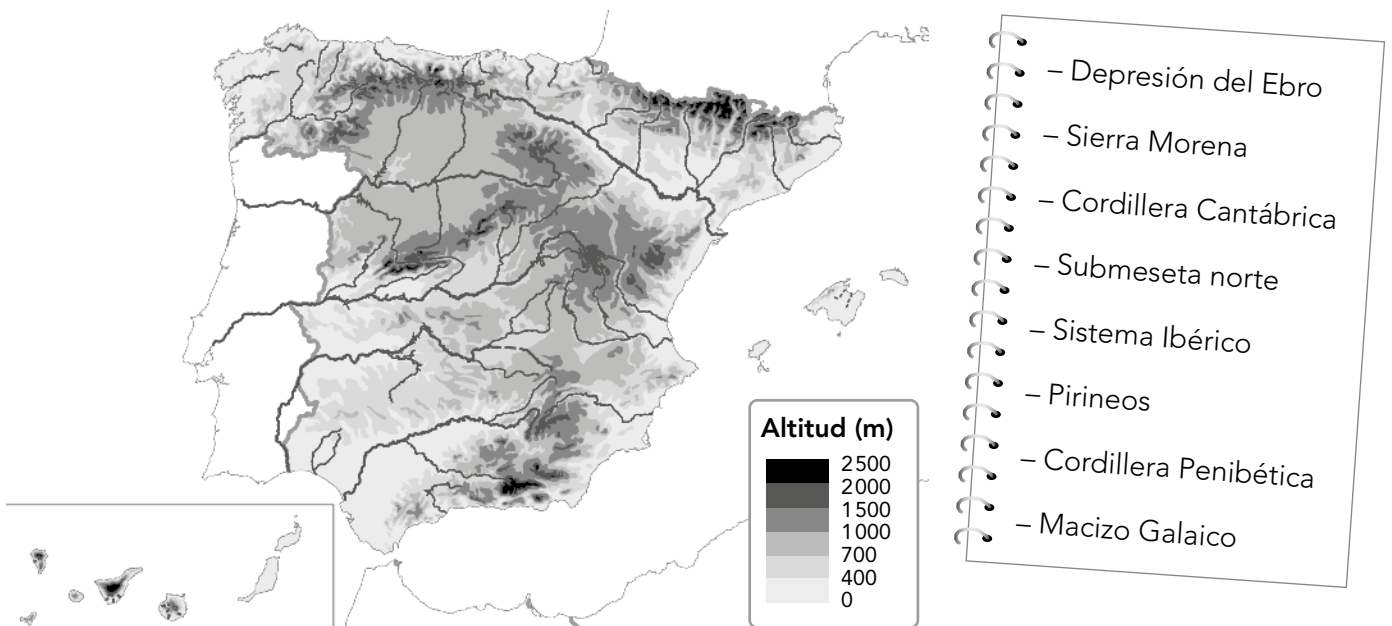 – Depresión del Ebro
– Sierra Morena
– Cordillera Cantábrica
– Submeseta norte
– Sistema Ibérico
– Pirineos
– Cordillera Penibética
– Macizo Galaico
Altitud (m)
2500
2000
1500
1000
700
400
0